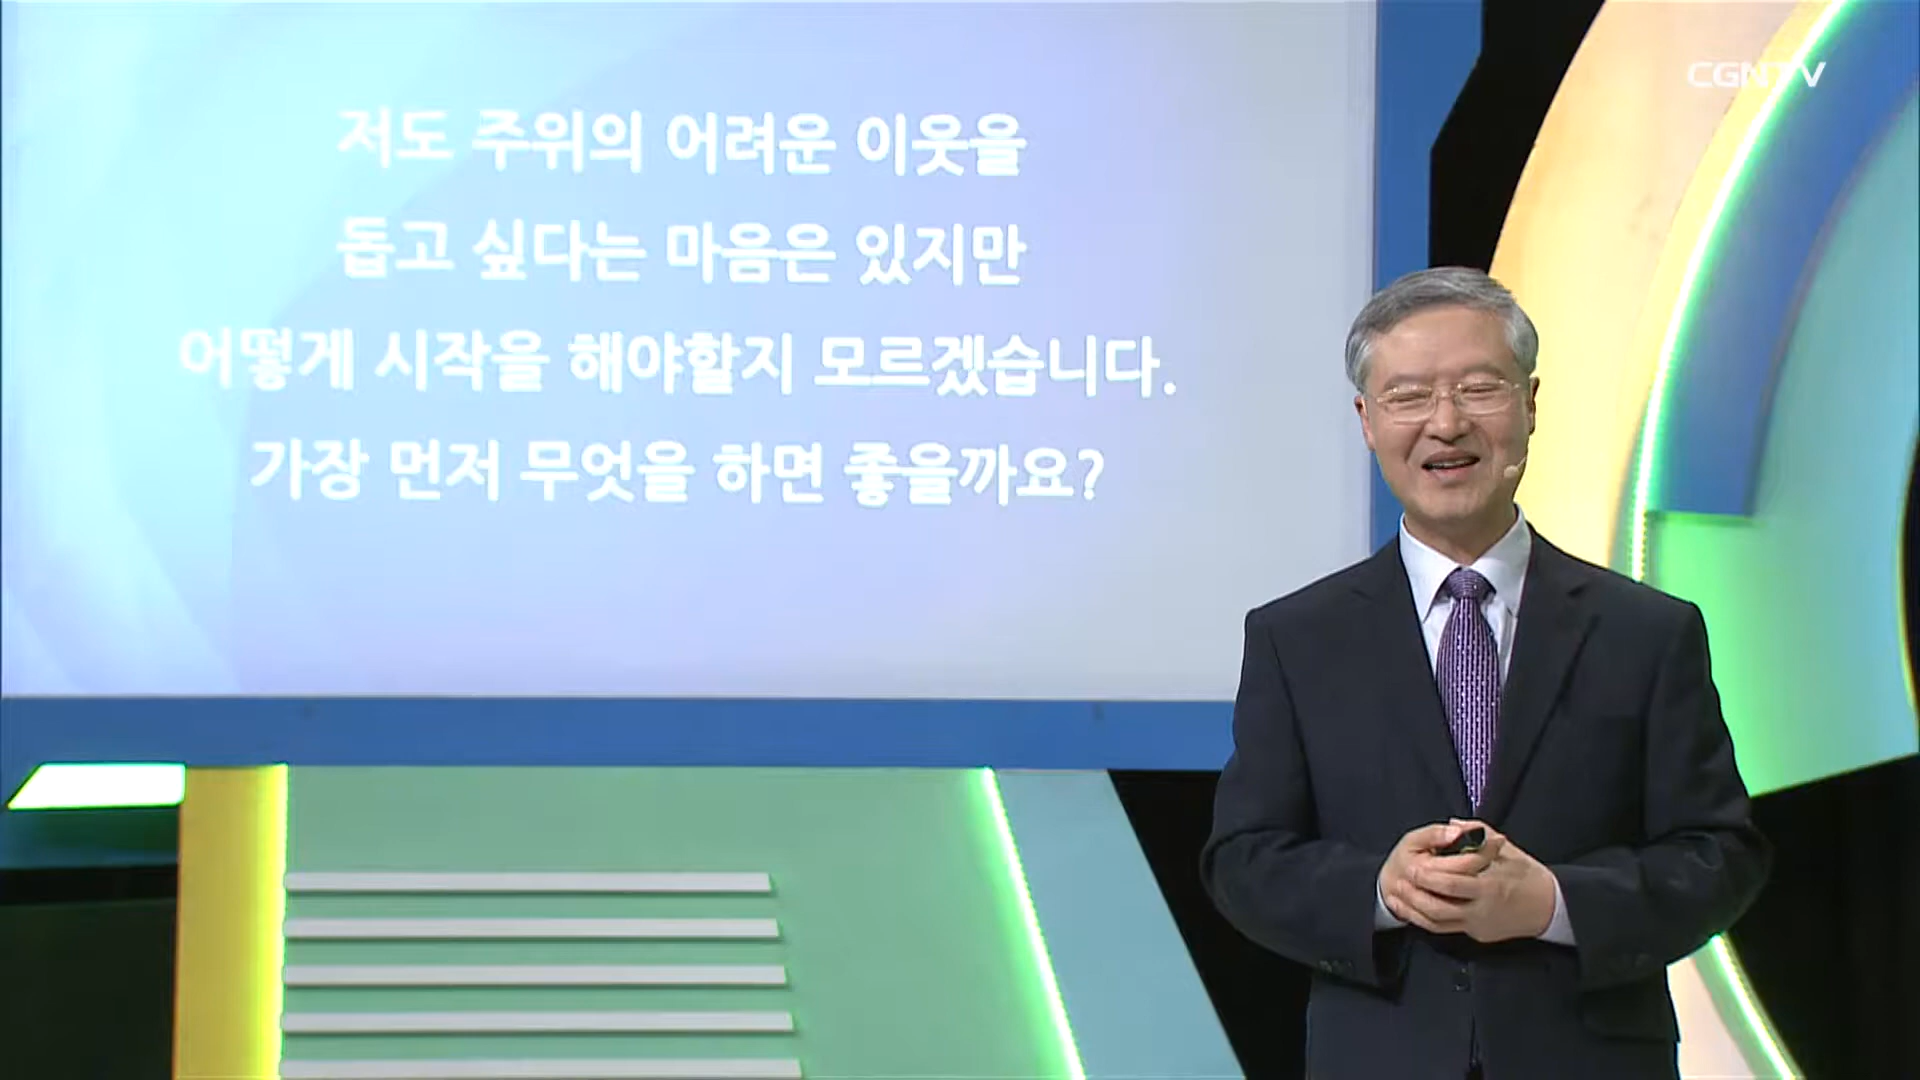 CGNTV
저도 주위의 어려운 이웃을
돕고 싶다는 마음은 있지만
어떻게 시작을 해야할지 모르겠습니다.
가장 먼저 무엇을 하면 좋을까요?